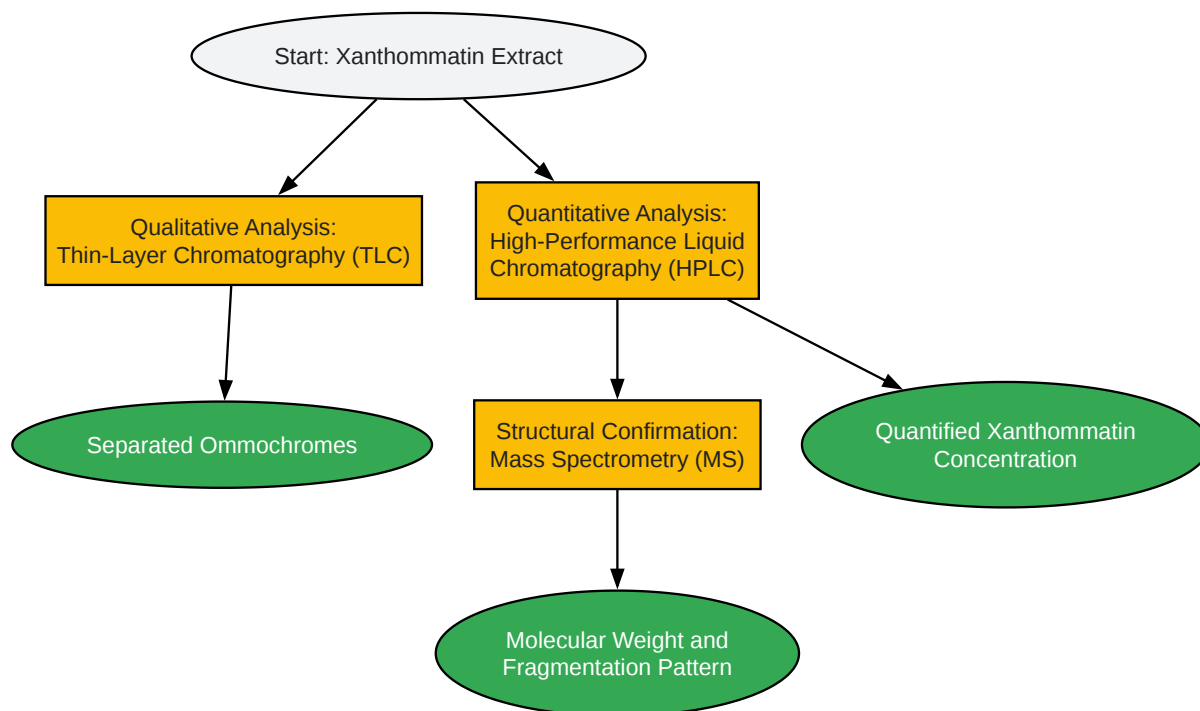 Start: Xanthommatin Extract
Qualitative Analysis:
Thin-Layer Chromatography (TLC)
Quantitative Analysis:
High-Performance Liquid
Chromatography (HPLC)
Separated Ommochromes
Structural Confirmation:
Mass Spectrometry (MS)
Quantified Xanthommatin
Concentration
Molecular Weight and
Fragmentation Pattern